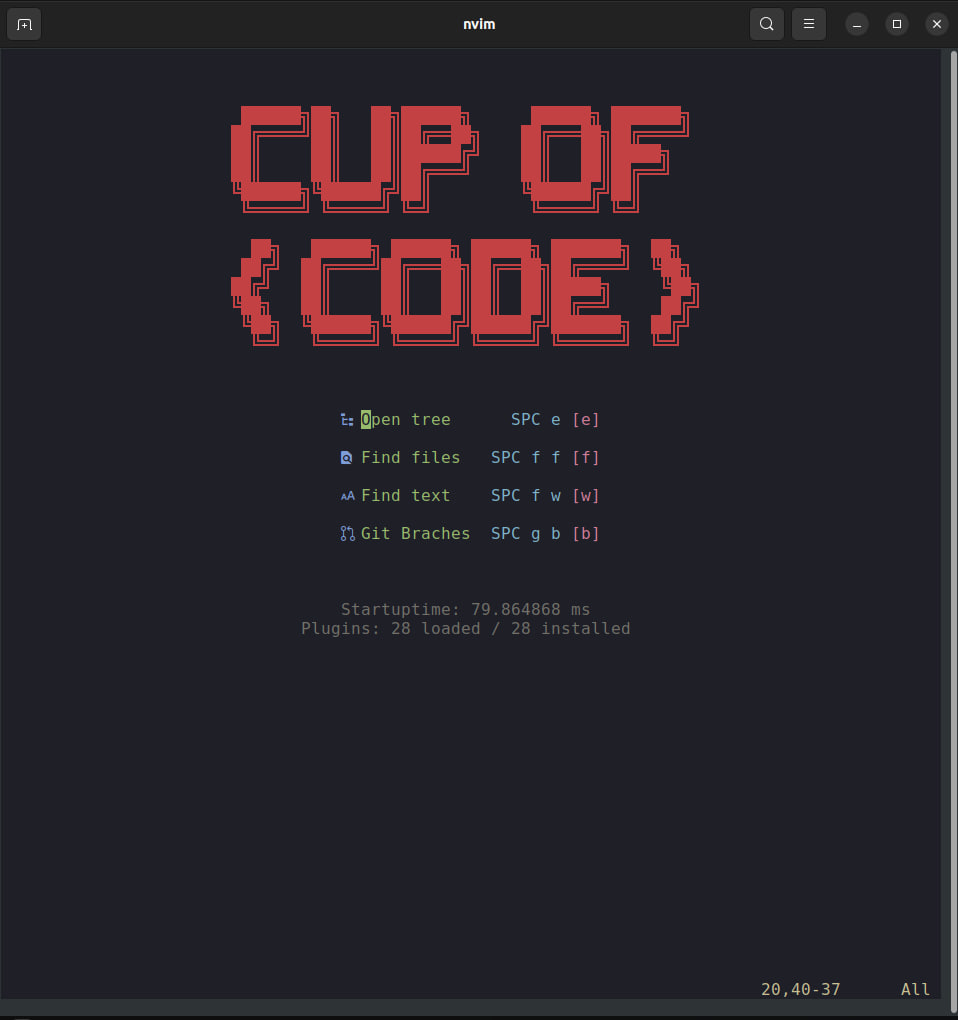 nvim
CUP OF
<CODE>
Open tree SPC e [e]
Find files SPC f f [f]
Find text SPC f w [w]
Git Braches SPC g b [b]
Startuptime: 79.864868 ms
Plugins: 28 loaded / 28 installed
20,40-37 All